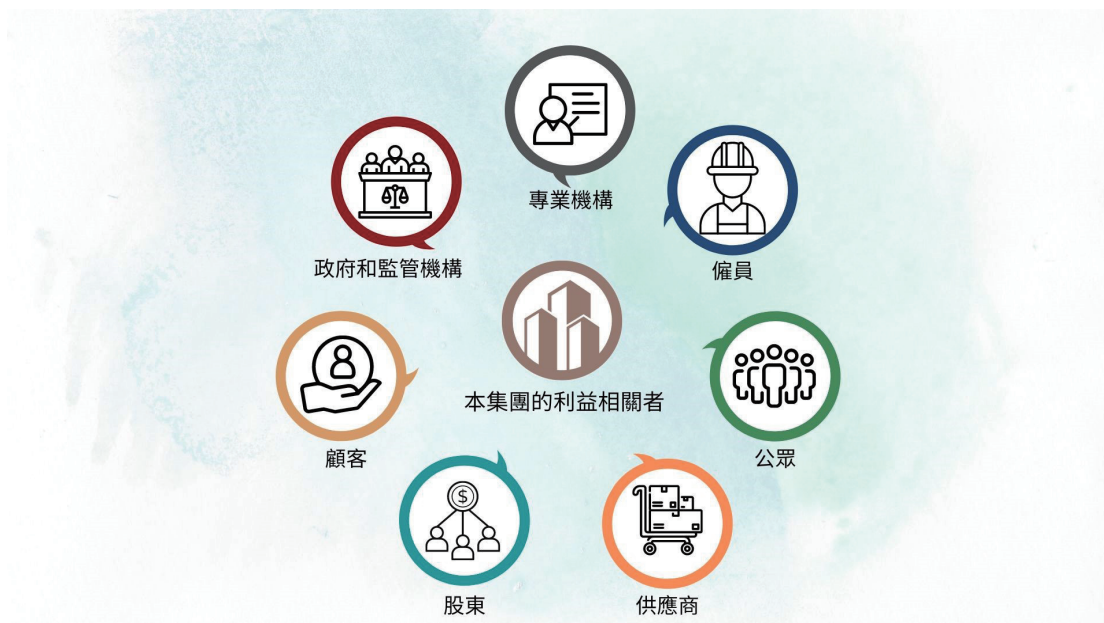 專業機構
政府和監管機構
僱員
本集團的利益相關者
顧客
公眾
$
股東
供應商